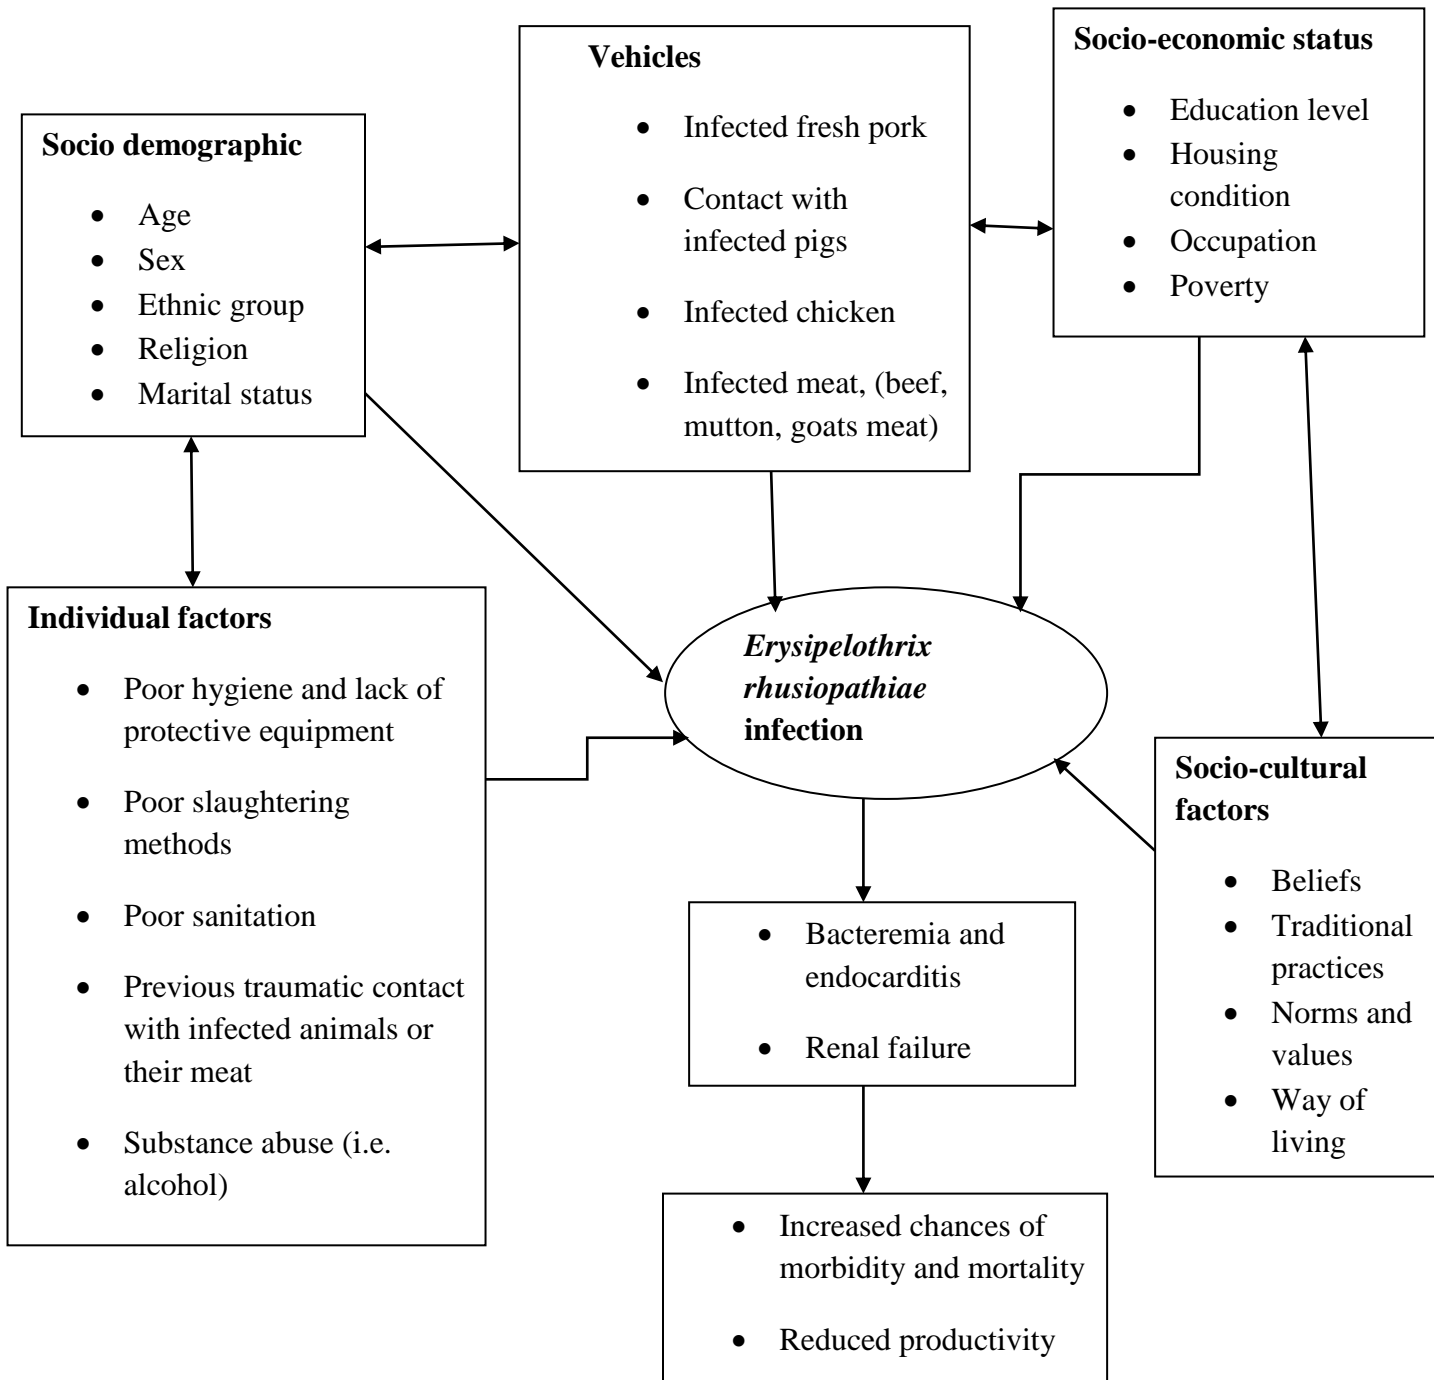 Socio demographic
• Age
• Sex
• Ethnic group
• Religion
• Marital status
Vehicles
• Infected fresh pork
• Contact with
infected pigs
• Infected chicken
• Infected meat, (beef,
mutton, goats meat)
Socio-economic status
• Education level
• Housing
condition
• Occupation
• Poverty
Individual factors
• Poor hygiene and lack of
protective equipment
• Poor slaughtering
methods
• Poor sanitation
• Previous traumatic contact
with infected animals or
their meat
• Substance abuse (i.e.
alcohol)
Erysipelothrix
rhusiopathiae
infection
Socio-cultural
factors
• Beliefs
• Traditional
practices
• Norms and
values
• Way of
living
• Bacteremia and
endocarditis
• Renal failure
• Increased chances of
morbidity and mortality
• Reduced productivity